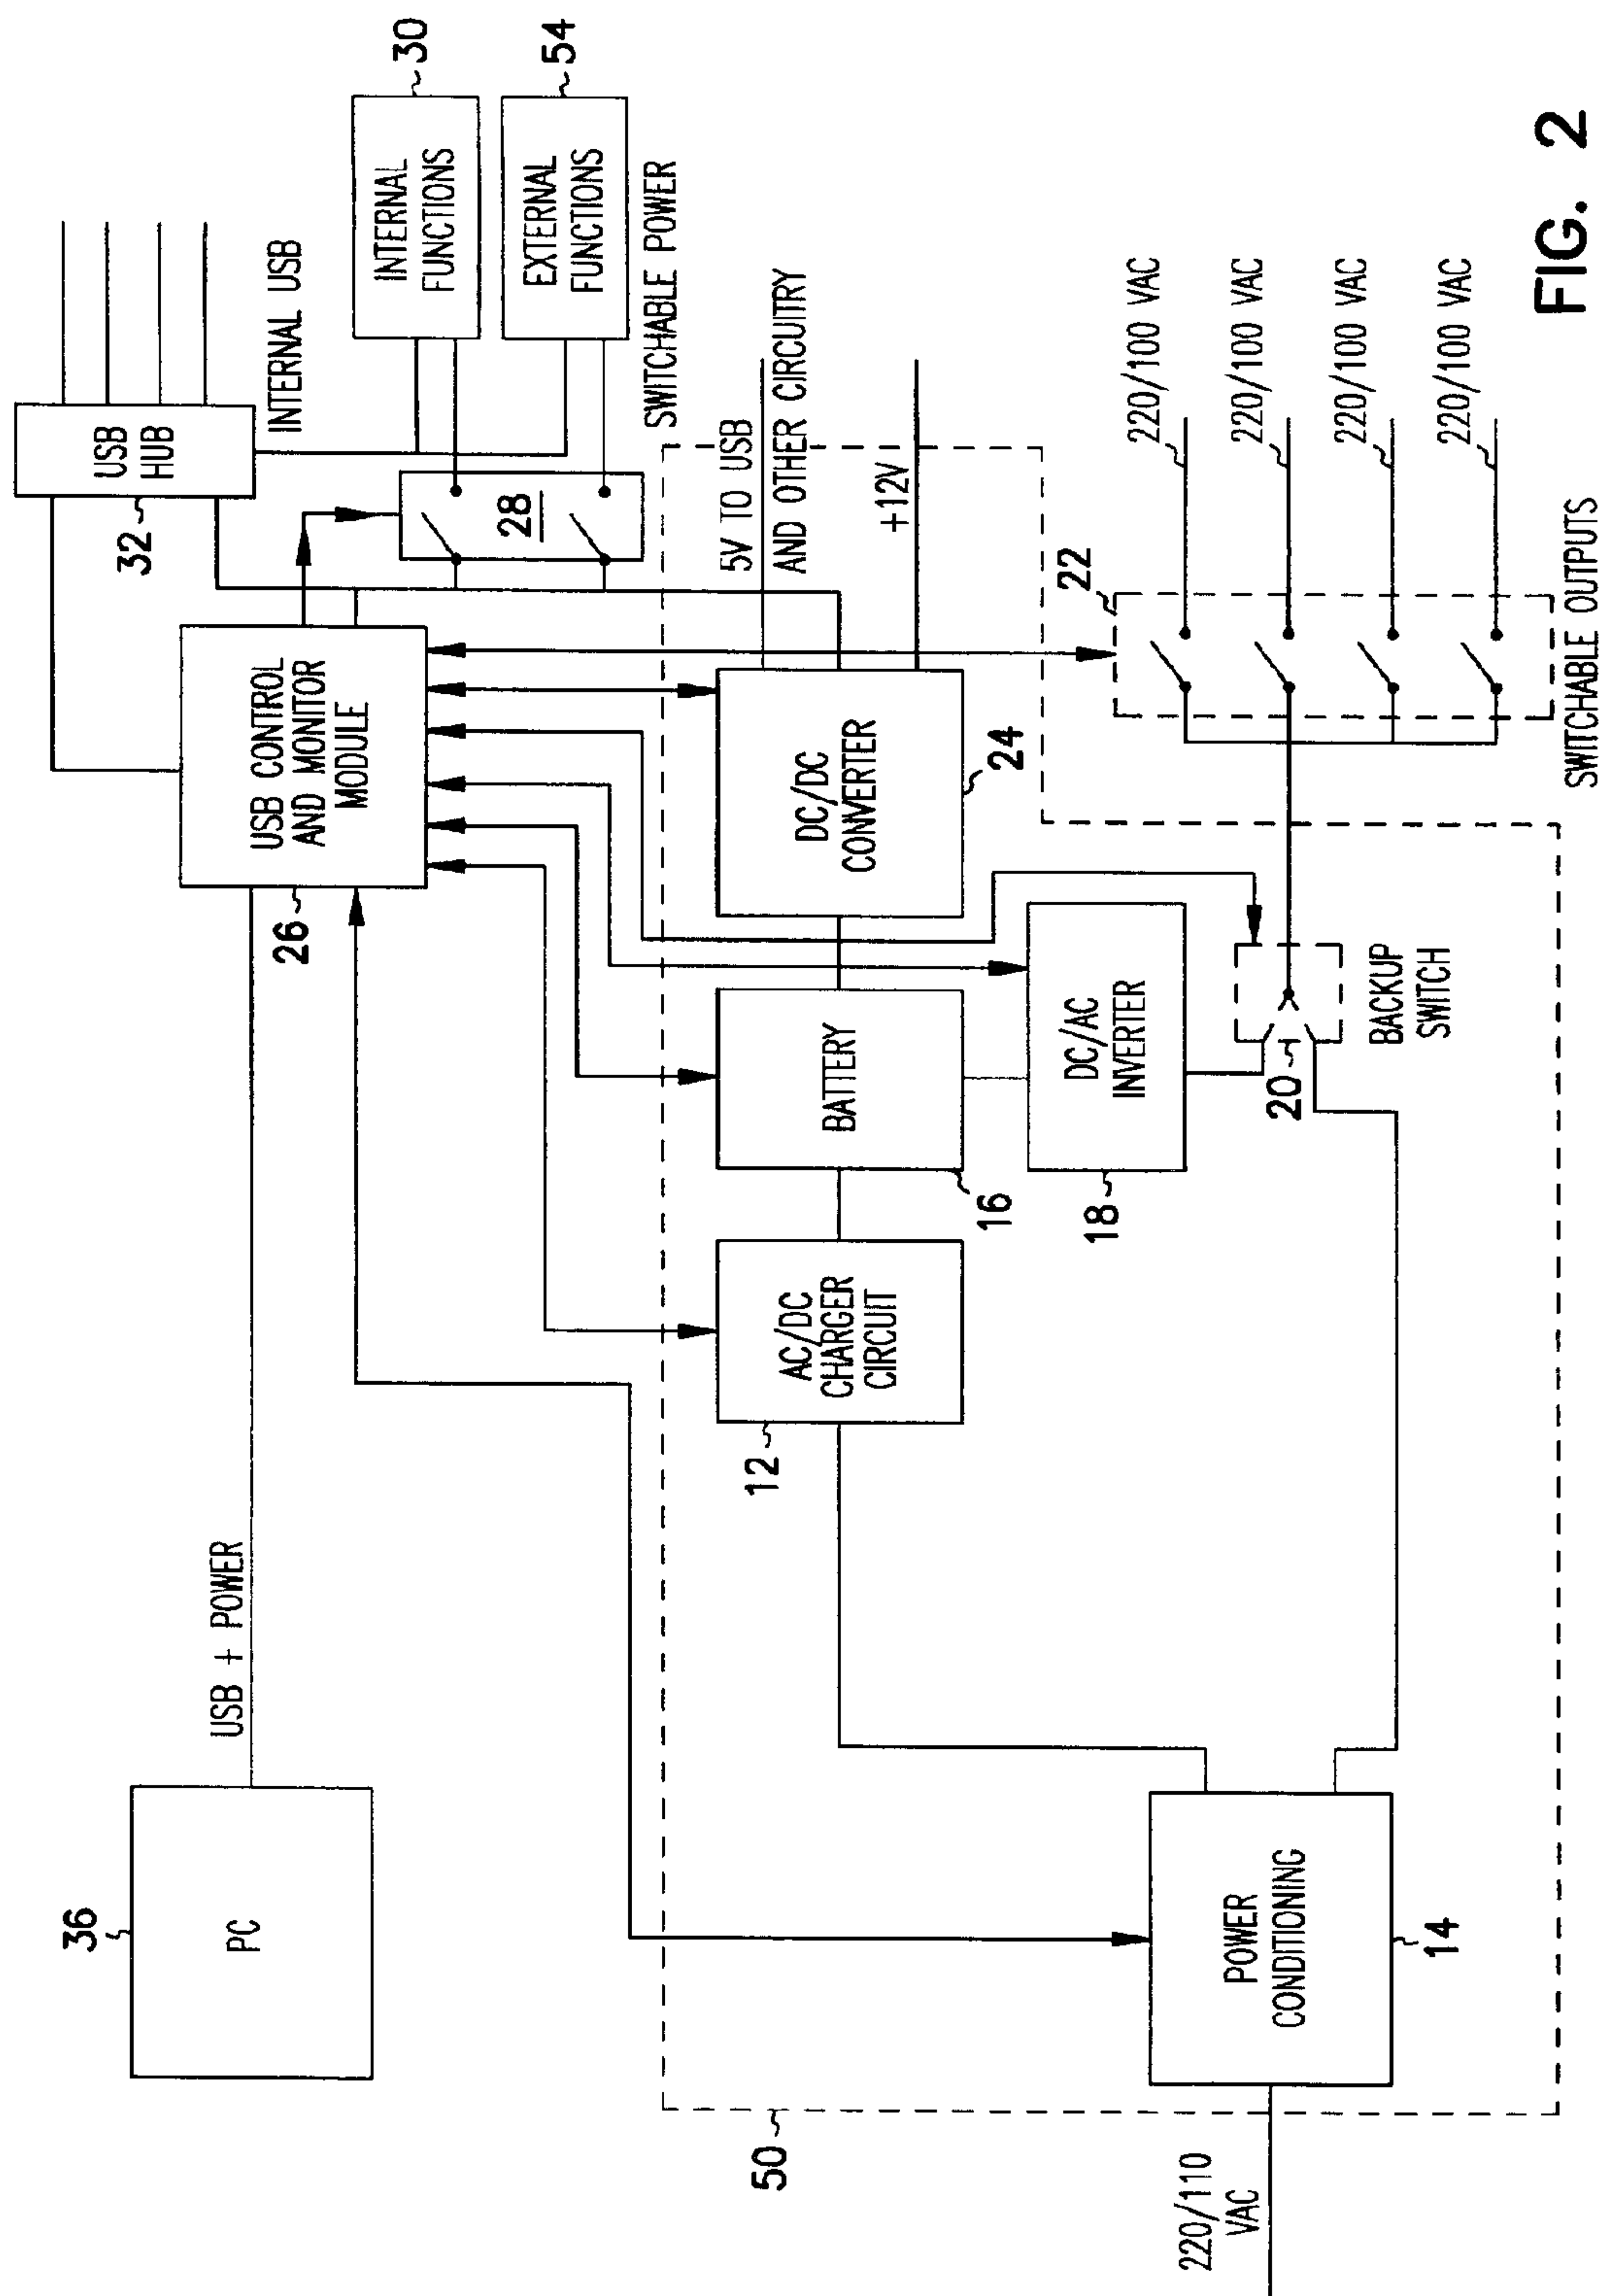 36
PC
USB + POWER
26
USB CONTROL
AND MONITOR
MODULE
32
USB
HUB
INTERNAL USB
28
INTERNAL
FUNCTIONS
30
EXTERNAL
FUNCTIONS
54
SWITCHABLE POWER
50
12
AC/DC
CHARGER
CIRCUIT
BATTERY
16
DC/DC
CONVERTER
24
5V TO USB
AND OTHER CIRCUITRY
+12V
18
DC/AC
INVERTER
20
BACKUP
SWITCH
22
220/100 VAC
220/100 VAC
220/100 VAC
220/100 VAC
SWITCHABLE OUTPUTS
220/110
VAC
POWER
CONDITIONING
14
FIG. 2